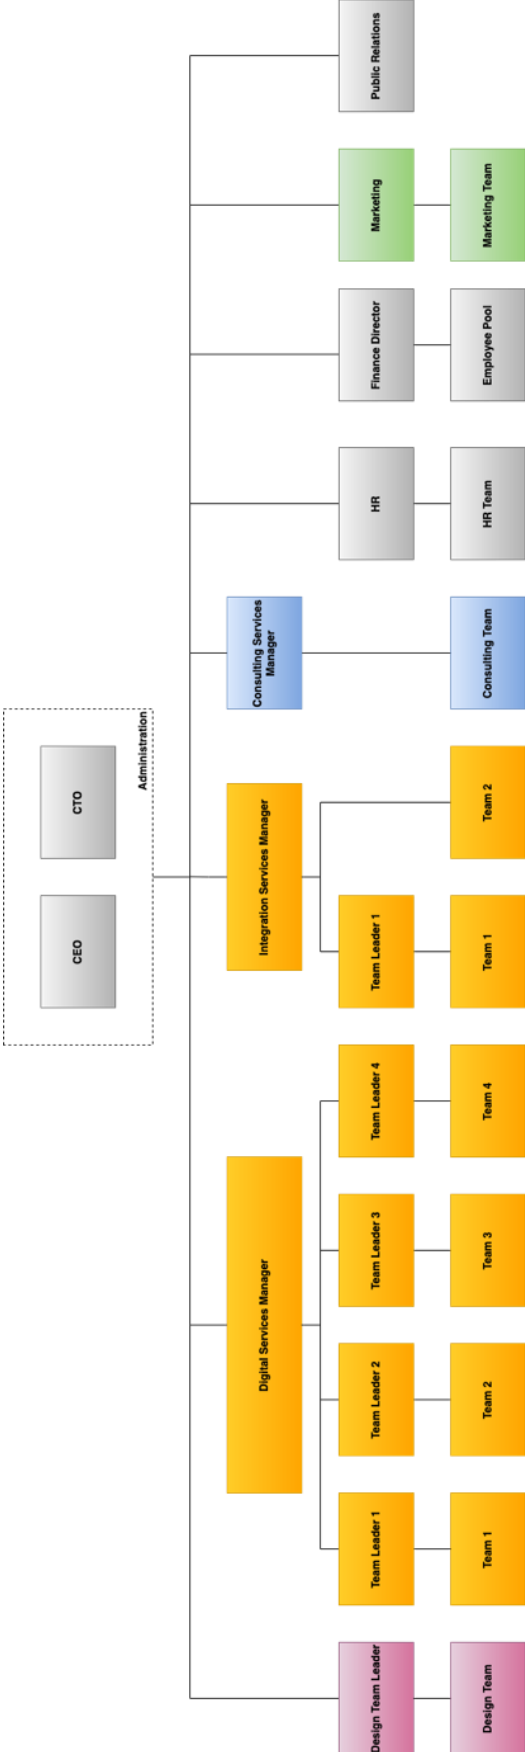 CEO
CTO
Administration
Digital Services Manager
Integration Services Manager
Consulting Services
Manager
Design Team Leader
Team Leader 1
Team Leader 2
Team Leader 3
Team Leader 4
Team Leader 1
HR
Finance Director
Marketing
Public Relations
Design Team
Team 1
Team 2
Team 3
Team 4
Team 1
Team 2
Consulting Team
HR Team
Employee Pool
Marketing Team